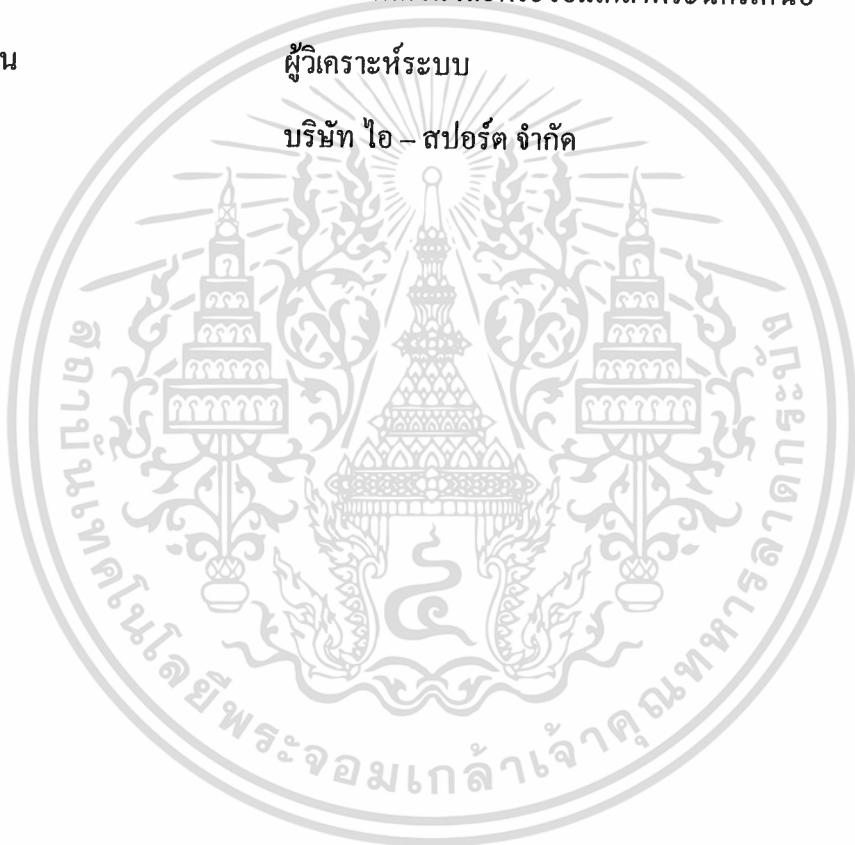 น
ผู้วิเคราะห์ระบบ
บริษัท ไอ – สปอร์ต จำกัด
สถาบันเทคโนโลยีพระจอมเกล้าเจ้าคุณทหารลาดกระบัง
๔